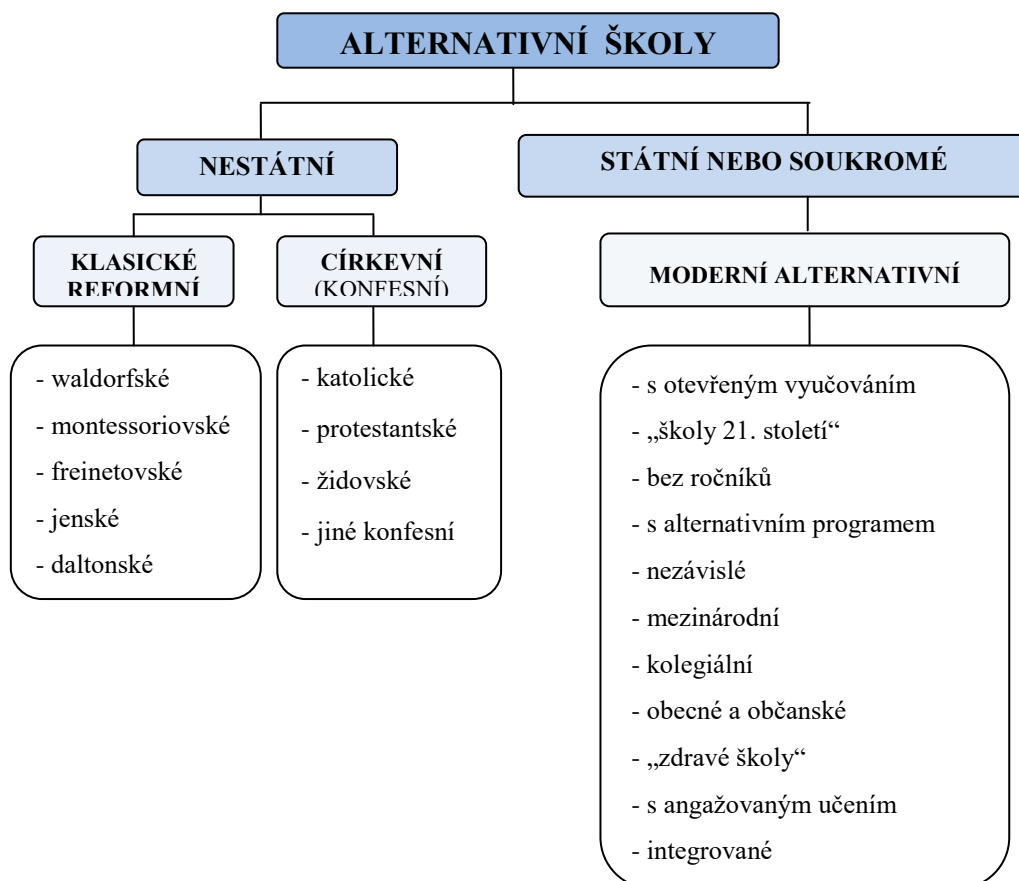 ALTERNATIVNÍ ŠKOLY
NESTÁTNÍ
STÁTNÍ NEBO SOUKROMÉ
KLASICKÉ
REFORMNÍ
CÍRKEVNÍ
(KONFESNÍ)
MODERNÍ ALTERNATIVNÍ
- waldorfské
- montessoriovské
- freinetovské
- jenské
- daltonské
- katolické
- protestantské
- židovské
- jiné konfesní
- s otevřeným vyučováním
- „školy 21. století“
- bez ročníků
- s alternativním programem
- nezávislé
- mezinárodní
- kolegiální
- obecné a občanské
- „zdravé školy“
- s angažovaným učením
- integrované